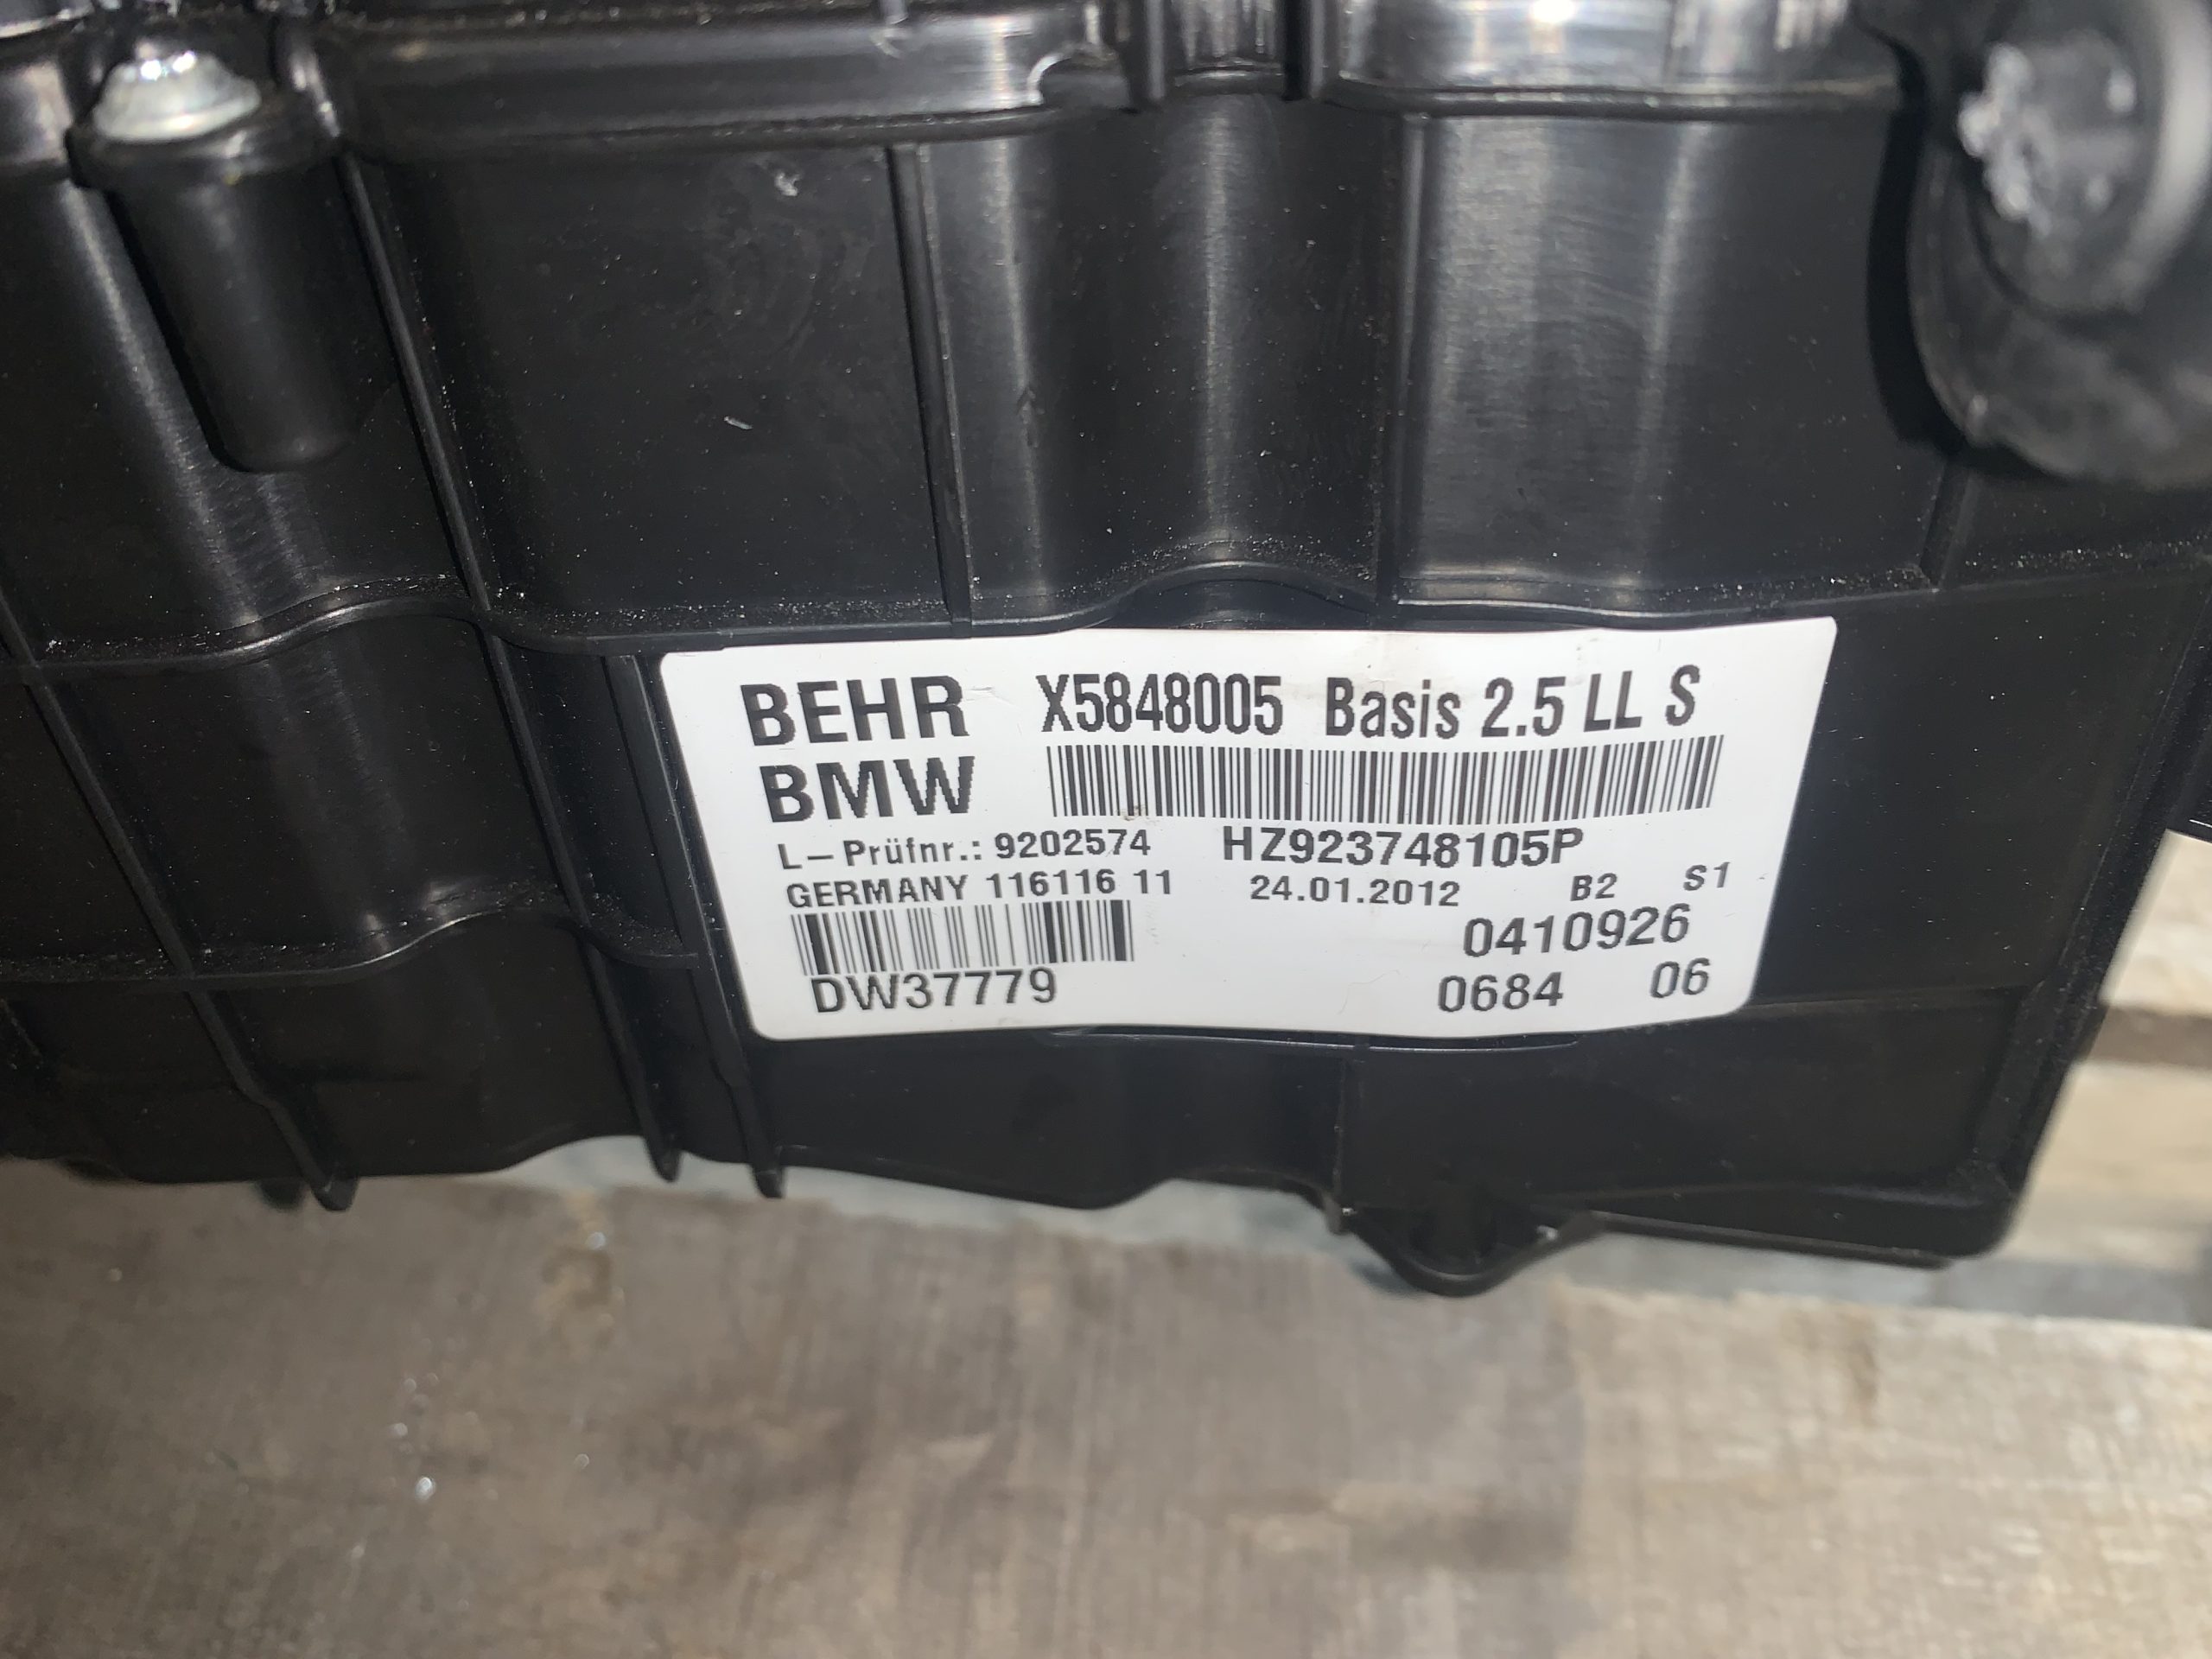 BEHR X5848005 Basis 2.5 LL S
BMW
L-Prüfnr.: 9202574 HZ923748105P
GERMANY 116116 11 24.01.2012 B2 S1
0410926
DW37779 0684 06